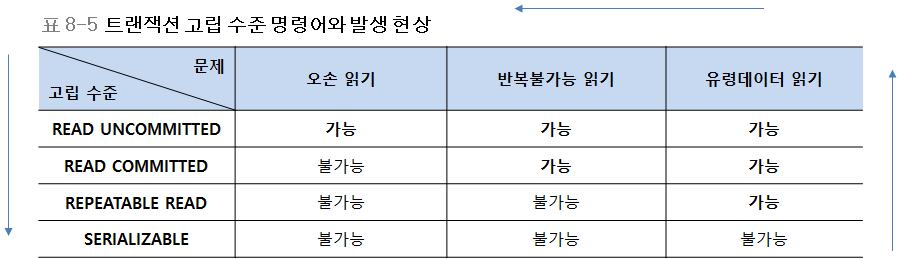 표 8-5 트랜잭션 고립 수준 명령어와 발생 현상
문제
고립 수준
오손 읽기 반복불가능 읽기 유령데이터 읽기
READ UNCOMMITTED 가능 가능 가능
READ COMMITTED 불가능 가능 가능
REPEATABLE READ 불가능 불가능 가능
SERIALIZABLE 불가능 불가능 불가능